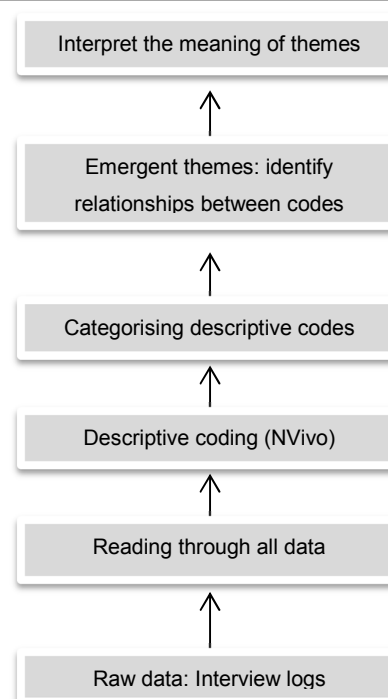 Interpret the meaning of themes
Emergent themes: identify
relationships between codes
Categorising descriptive codes
Descriptive coding (NVivo)
Reading through all data
Raw data: Interview logs